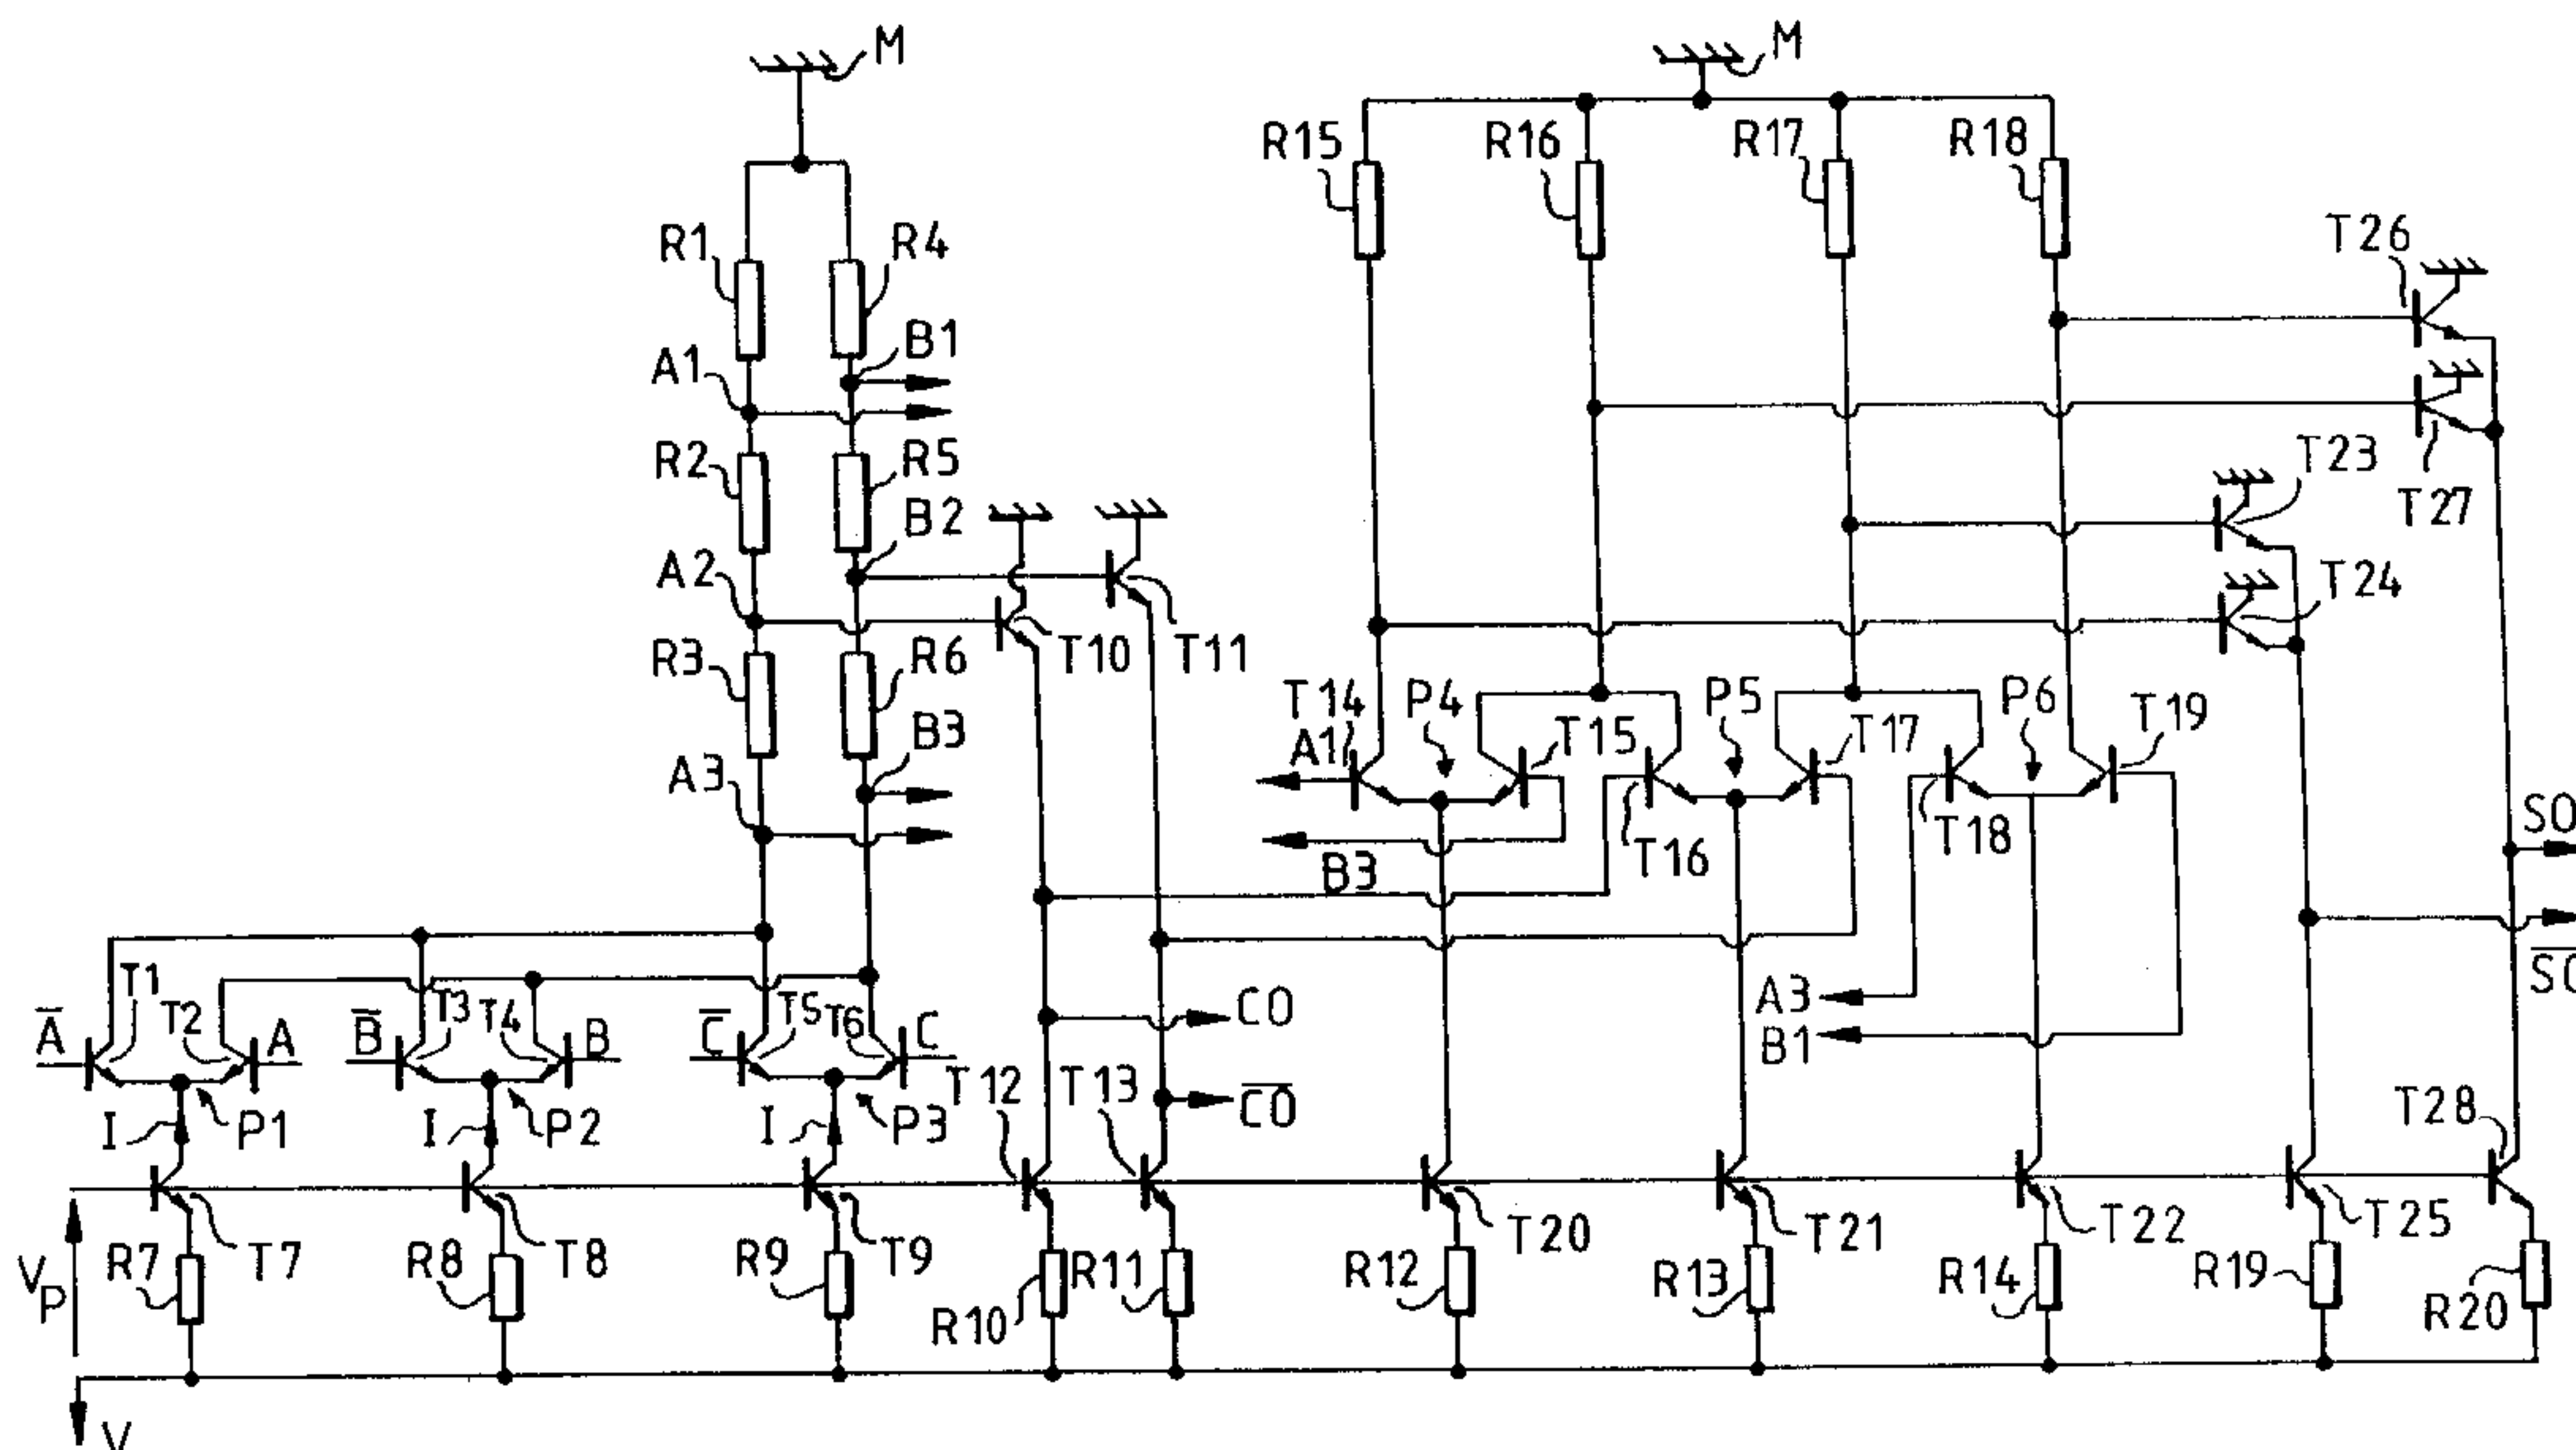 M
M
R15
R16
R17
R18
R1
R4
T26
B1
A1
R2
R5
T23
B2
T27
A2
T24
R3
R6
T10
T11
T14
P4
P5
P6
A1
T15
T17
T19
B3
A3
T16
T18
SO
B3
T1
T2
T3
T4
T5
T6
A̅
A
B̅
B
C̅
C
A3
CO
B1
S̅O̅
I
P1
I
P2
I
P3
T12
T13
C̅O̅
T28
R7
T7
R8
T8
R9
T9
R10
R11
R12
T20
R13
T21
R14
T22
R19
T25
R20
VP
V